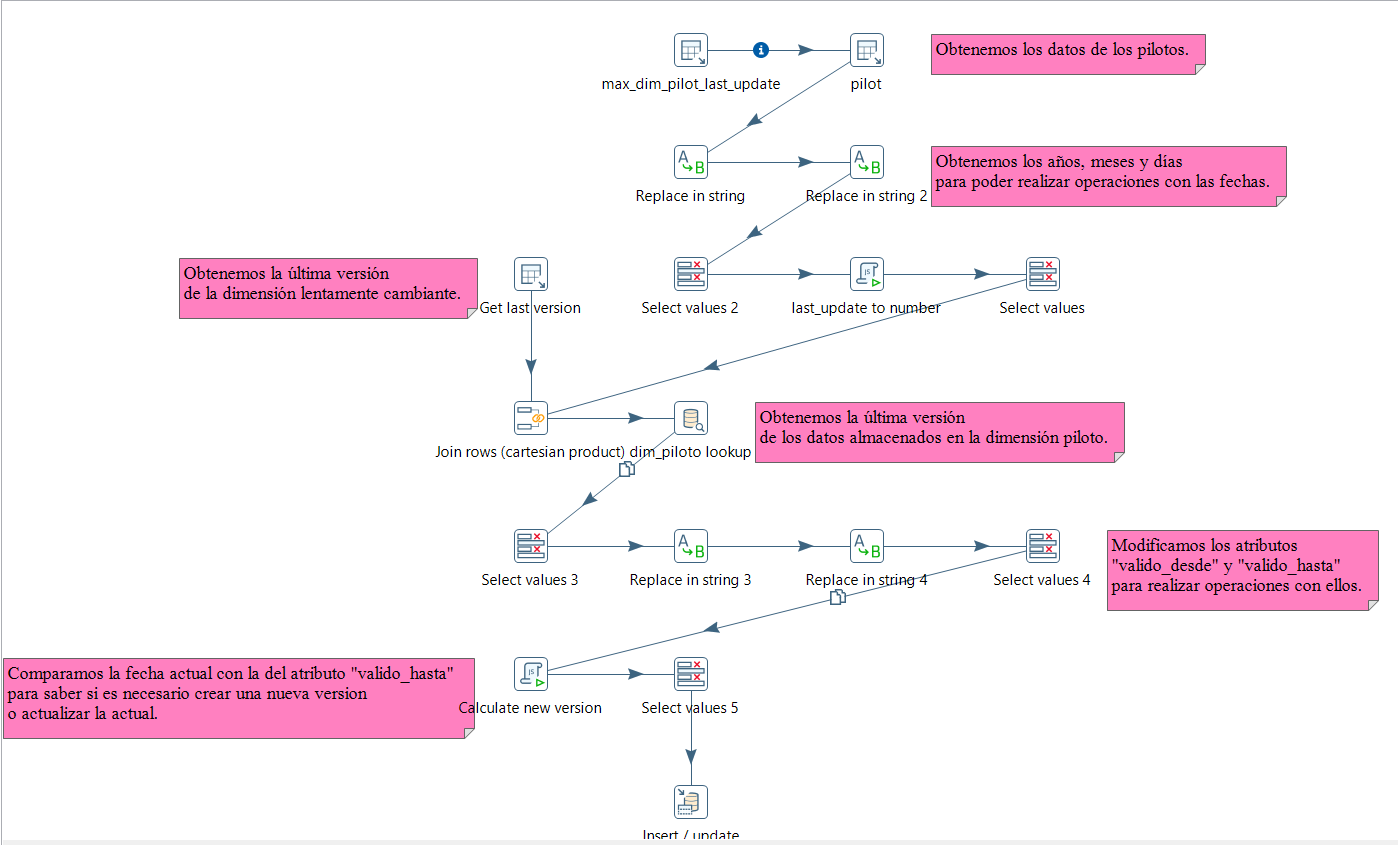 Obtenemos los datos de los pilotos.
max_dim_pilot_last_update
pilot
Obtenemos los años, meses y días
para poder realizar operaciones con las fechas.
Replace in string
Replace in string 2
Obtenemos la última versión
de la dimensión lentamente cambiante.
Get last version
Select values 2
last_update to number
Select values
Obtenemos la última versión
de los datos almacenados en la dimensión piloto.
Join rows (cartesian product)
dim_piloto lookup
Modificamos los atributos
"valido_desde" y "valido_hasta"
para realizar operaciones con ellos.
Select values 3
Replace in string 3
Replace in string 4
Select values 4
Comparamos la fecha actual con la del atributo "valido_hasta"
para saber si es necesario crear una nueva version
o actualizar la actual.
Calculate new version
Select values 5
Insert / update